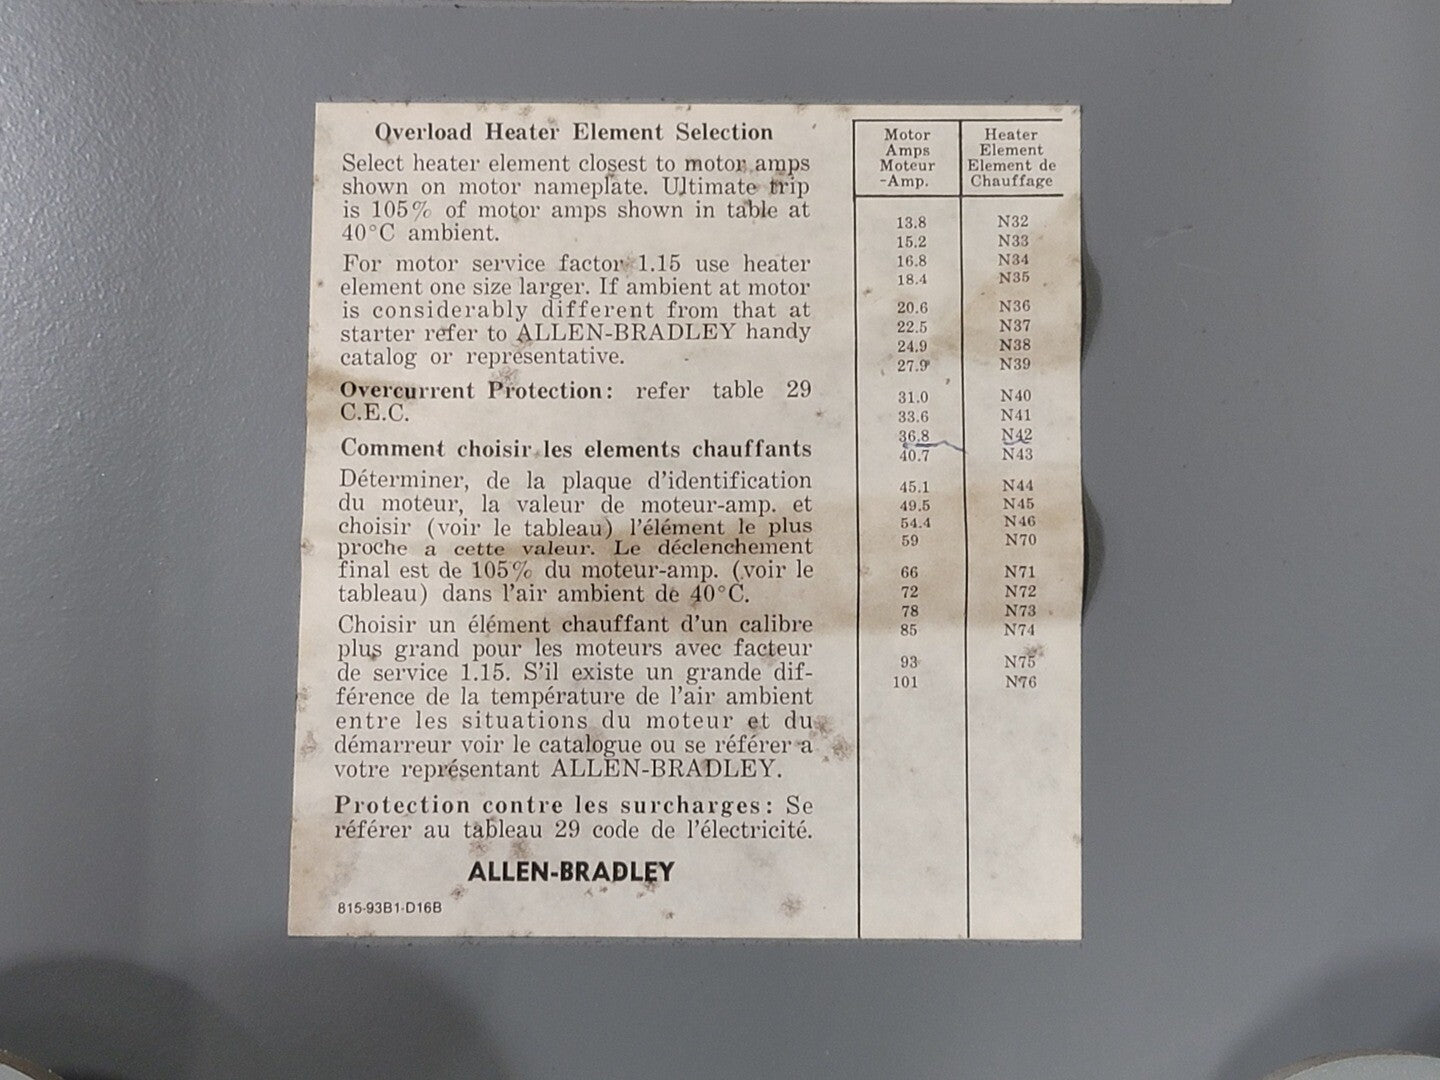 Overload Heater Element Selection
Select heater element closest to motor amps
shown on motor nameplate. Ultimate trip
is 105% of motor amps shown in table at
40°C ambient.
For motor service factor 1.15 use heater
element one size larger. If ambient at motor
is considerably different from that at
starter refer to ALLEN-BRADLEY handy
catalog or representative.
Overcurrent Protection: refer table 29
C.E.C.
Comment choisir les elements chauffants
Déterminer, de la plaque d'identification
du moteur, la valeur de moteur-amp. et
choisir (voir le tableau) l'élément le plus
proche a cette valeur. Le déclenchement
final est de 105% du moteur-amp. (voir le
tableau) dans l'air ambient de 40°C.
Choisir un élément chauffant d'un calibre
plus grand pour les moteurs avec facteur
de service 1.15. S'il existe un grande dif-
férence de la température de l'air ambient
entre les situations du moteur et du
démarreur voir le catalogue ou se référer a
votre représentant ALLEN-BRADLEY.
Protection contre les surcharges: Se
référer au tableau 29 code de l'électricité.
ALLEN-BRADLEY
815-93B1-D16B
Motor Heater
Amps Element
Moteur Element de
-Amp. Chauffage
13.8 N32
15.2 N33
16.8 N34
18.4 N35
20.6 N36
22.5 N37
24.9 N38
27.9 N39
31.0 N40
33.6 N41
36.8 N42
40.7 N43
45.1 N44
49.5 N45
54.4 N46
59 N70
66 N71
72 N72
78 N73
85 N74
93 N75
101 N76